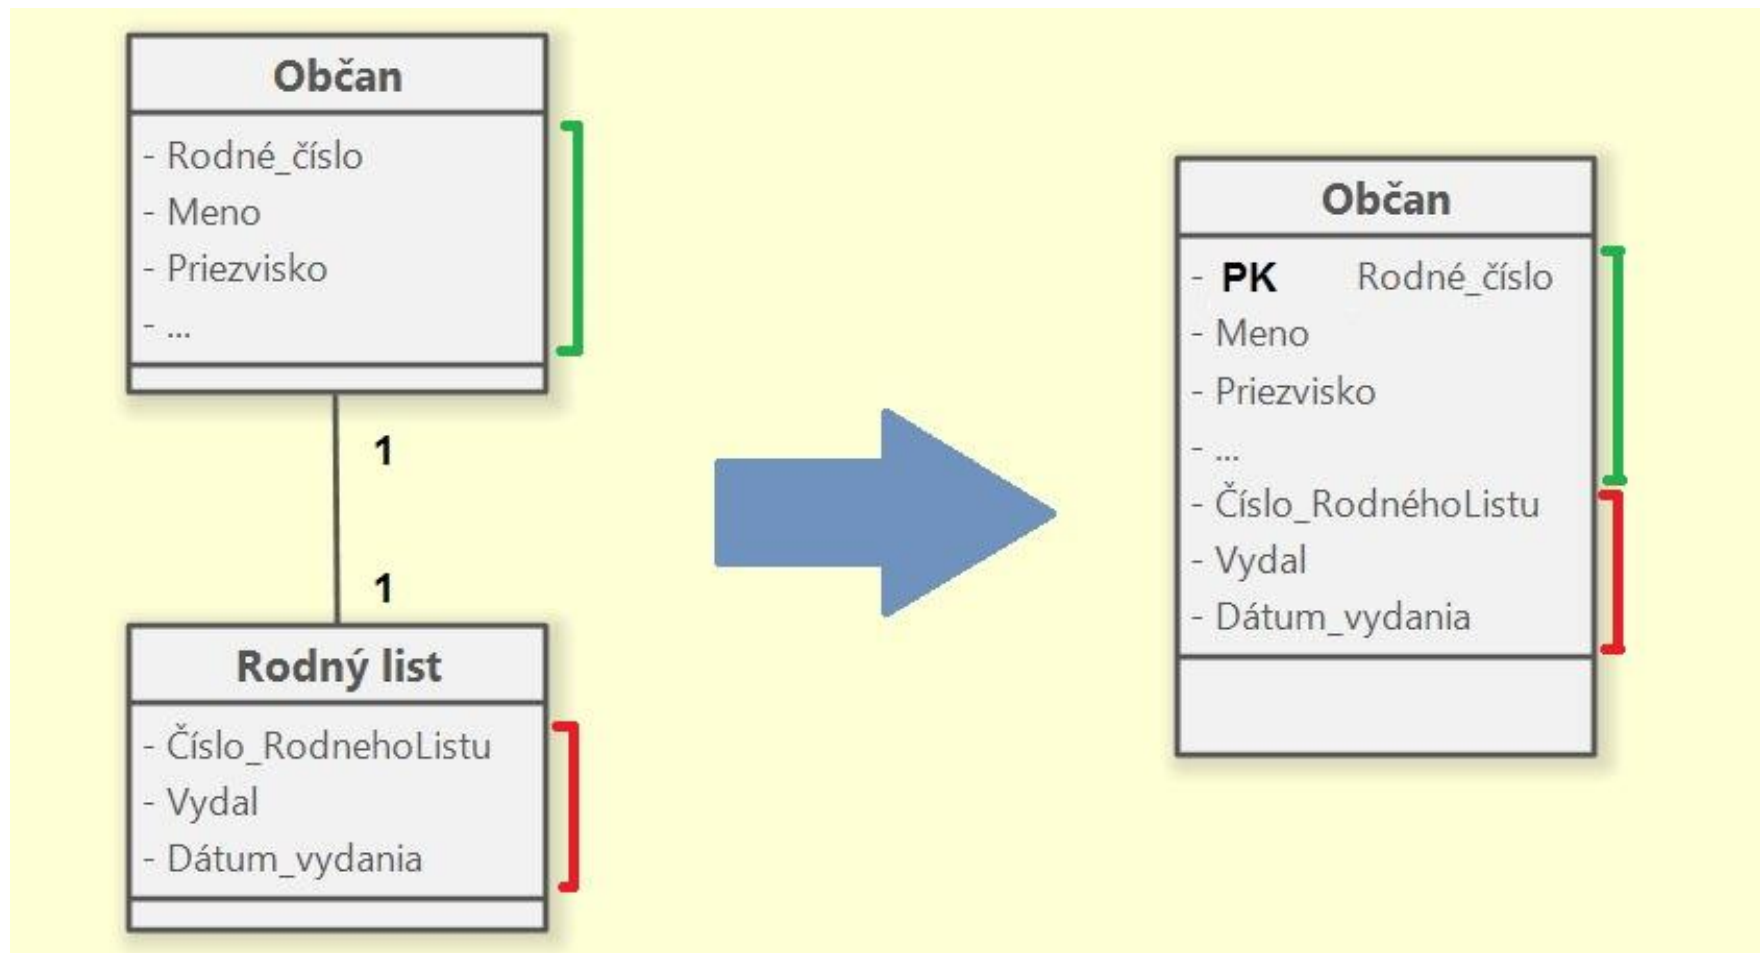 Občan
- Rodné_číslo
- Meno
- Priezvisko
- ...
1
1
Rodný list
- Číslo_RodnehoListu
- Vydal
- Dátum_vydania
Občan
- PK Rodné_číslo
- Meno
- Priezvisko
- ...
- Číslo_RodnéhoListu
- Vydal
- Dátum_vydania